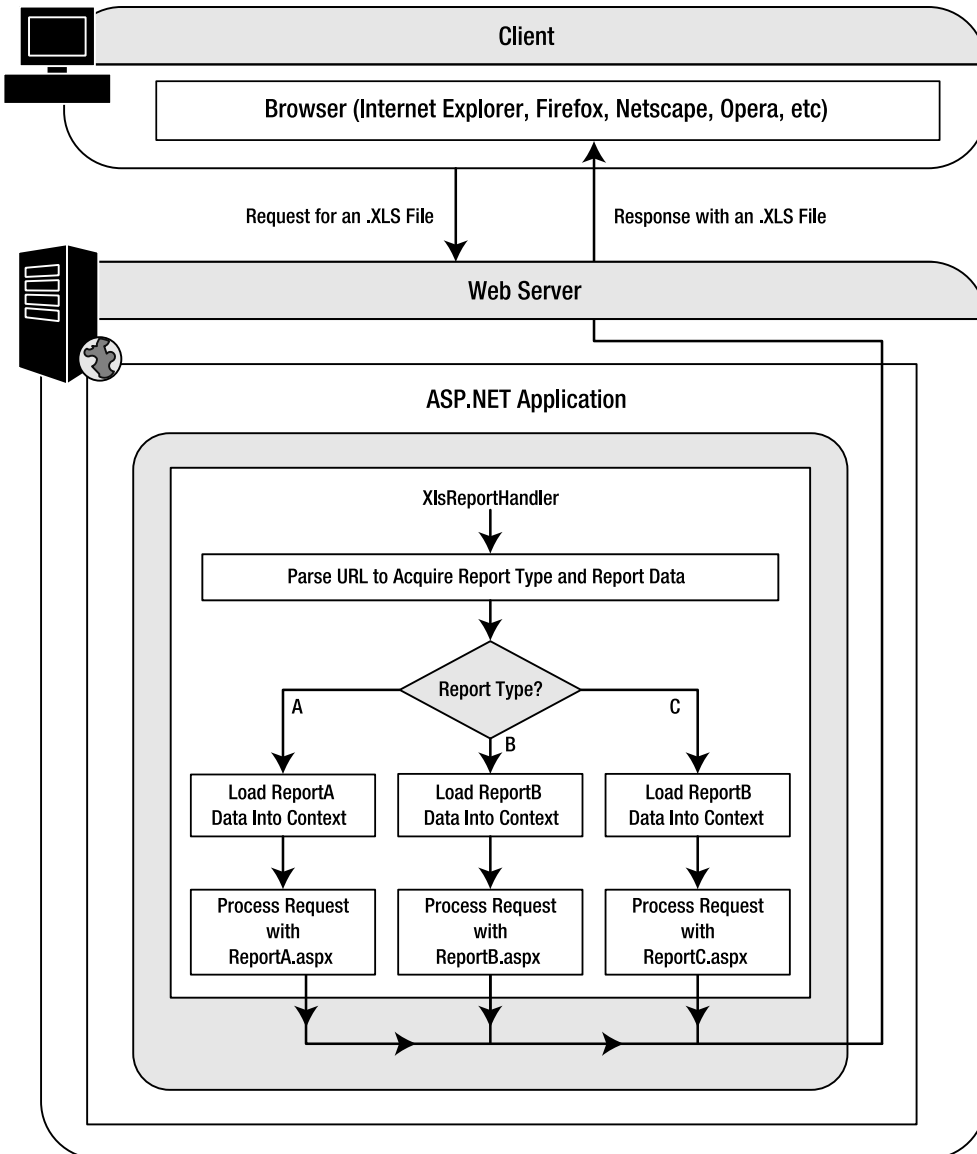 Client
Browser (Internet Explorer, Firefox, Netscape, Opera, etc)
Request for an .XLS File
Response with an .XLS File
Web Server
ASP.NET Application
XlsReportHandler
Parse URL to Acquire Report Type and Report Data
Report Type?
A
B
C
Load ReportA
Data Into Context
Load ReportB
Data Into Context
Load ReportB
Data Into Context
Process Request
with
ReportA.aspx
Process Request
with
ReportB.aspx
Process Request
with
ReportC.aspx